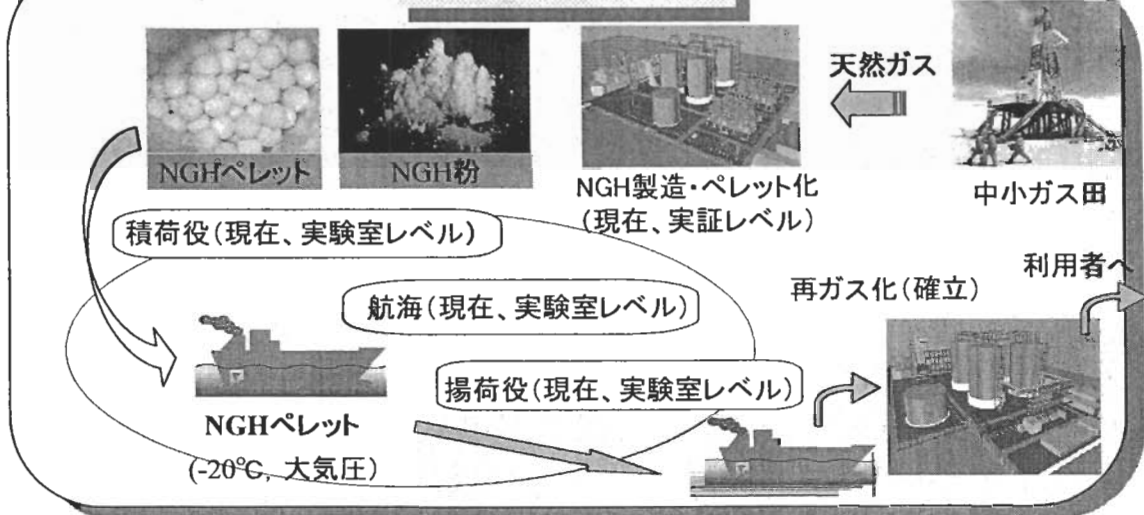 天然ガス
NGHペレット
NGH粉
NGH製造・ペレット化
(現在、実証レベル)
中小ガス田
積荷役(現在、実験室レベル)
航海(現在、実験室レベル)
揚荷役(現在、実験室レベル)
再ガス化(確立)
利用者へ
NGHペレット
(-20℃, 大気圧)